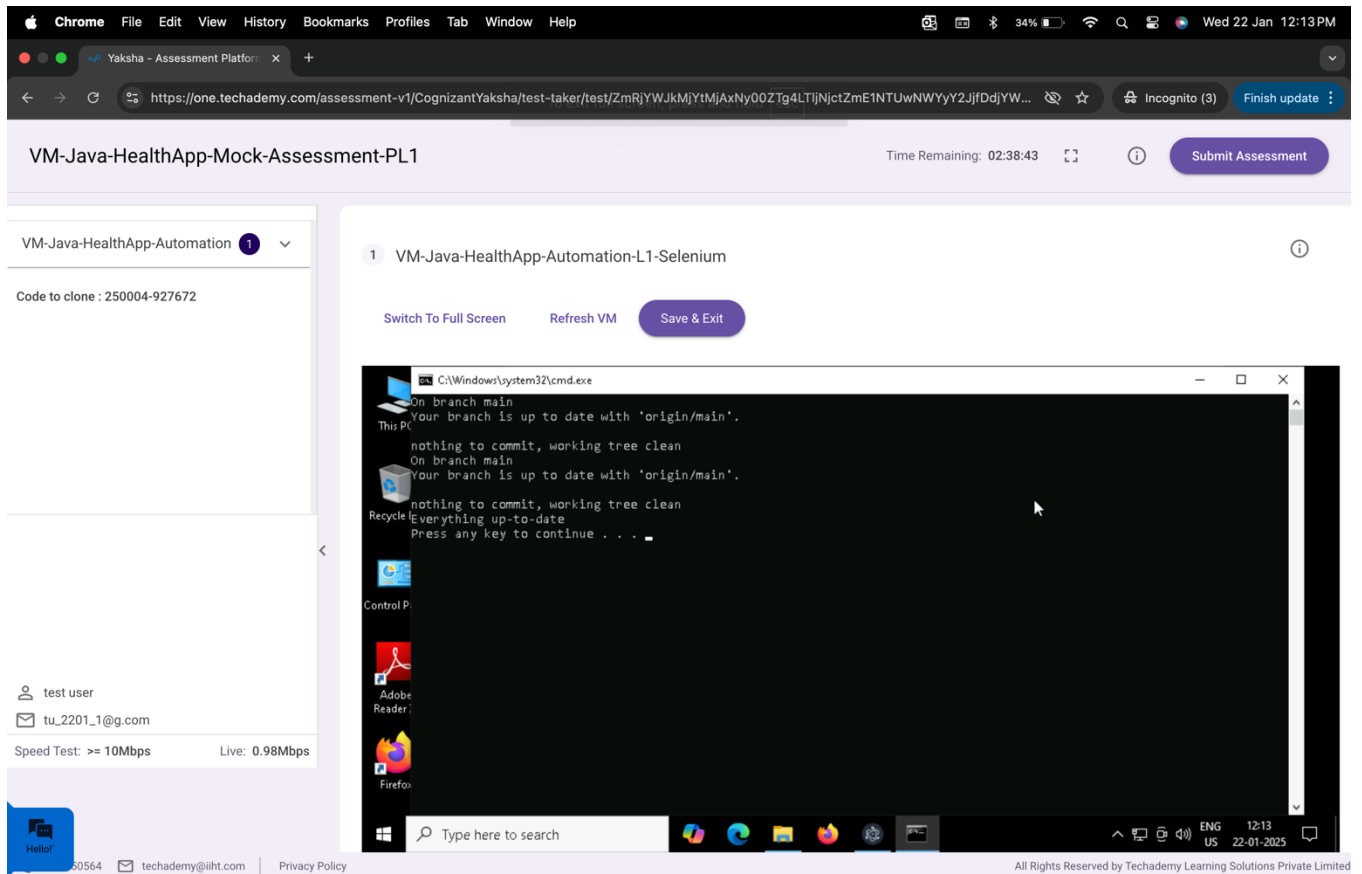 Chrome File Edit View History Bookmarks Profiles Tab Window Help 34% Wed 22 Jan 12:13 PM
Yaksha - Assessment Platform
https://one.techademy.com/assessment-v1/CognizantYaksha/test-taker/test/ Incognito (3) Finish update
VM-Java-HealthApp-Mock-Assessment-PL1 Time Remaining: 02:38:43 Submit Assessment
VM-Java-HealthApp-Automation 1
Code to clone : 250004-927672
1 VM-Java-HealthApp-Automation-L1-Selenium
Switch To Full Screen Refresh VM Save & Exit
C:\Windows\system32\cmd.exe
On branch main
Your branch is up to date with 'origin/main'.
nothing to commit, working tree clean
On branch main
Your branch is up to date with 'origin/main'.
nothing to commit, working tree clean
Everything up-to-date
Press any key to continue . . .
This PC
Recycle
Control P
Adobe
Reader
Firefox
Type here to search
ENG
US
12:13
22-01-2025
test user
tu_2201_1@g.com
Speed Test: >= 10Mbps Live: 0.98Mbps
Hello!
50564 techademy@iiht.com Privacy Policy All Rights Reserved by Techademy Learning Solutions Private Limited